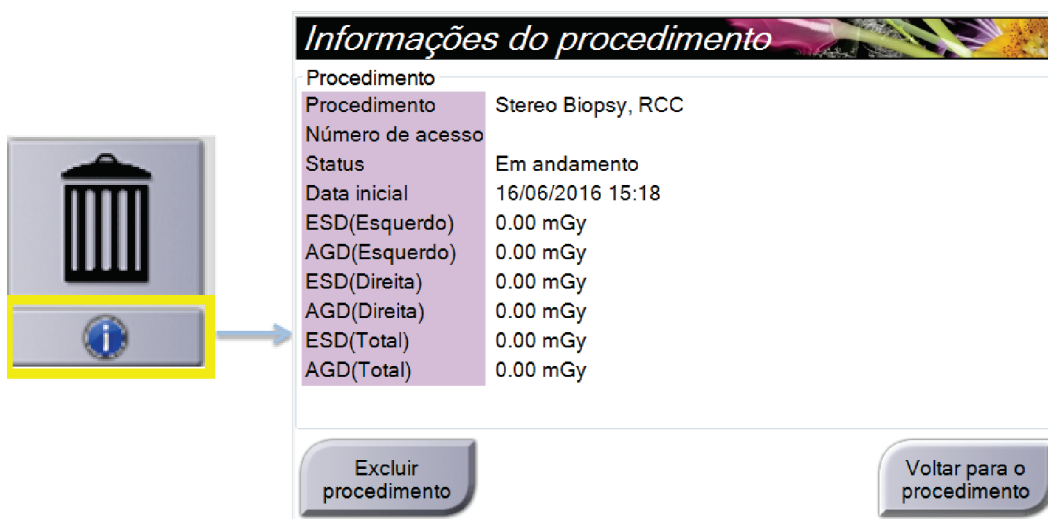 Informações do procedimento
Procedimento
Procedimento Stereo Biopsy, RCC
Número de acesso
Status Em andamento
Data inicial 16/06/2016 15:18
ESD(Esquerdo) 0.00 mGy
AGD(Esquerdo) 0.00 mGy
ESD(Direita) 0.00 mGy
AGD(Direita) 0.00 mGy
ESD(Total) 0.00 mGy
AGD(Total) 0.00 mGy
Excluir
procedimento
Voltar para o
procedimento